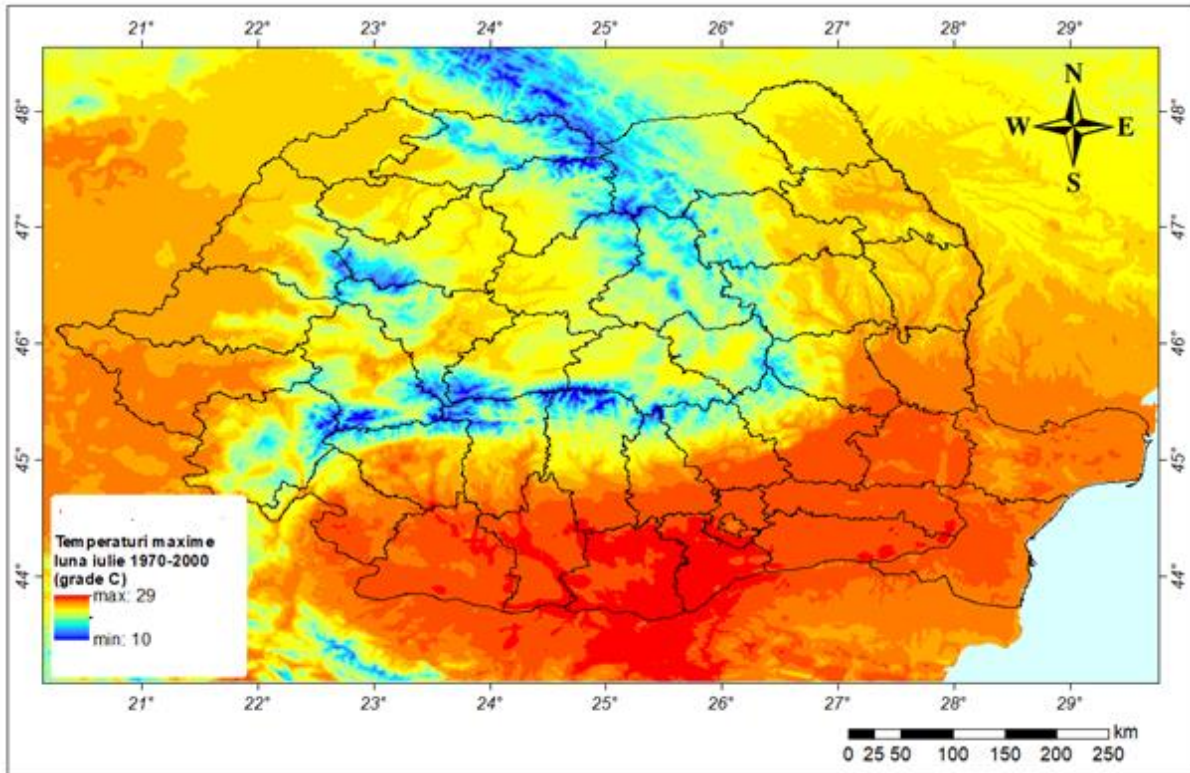 21° 22° 23° 24° 25° 26° 27° 28° 29°
48° 48°
47° 47°
46° 46°
45° 45°
44° 44°
N
W E
S
Temperaturi maxime
luna iulie 1970-2000
(grade C)
max: 29
min: 10
21° 22° 23° 24° 25° 26° 27° 28° 29°
km
0 25 50 100 150 200 250